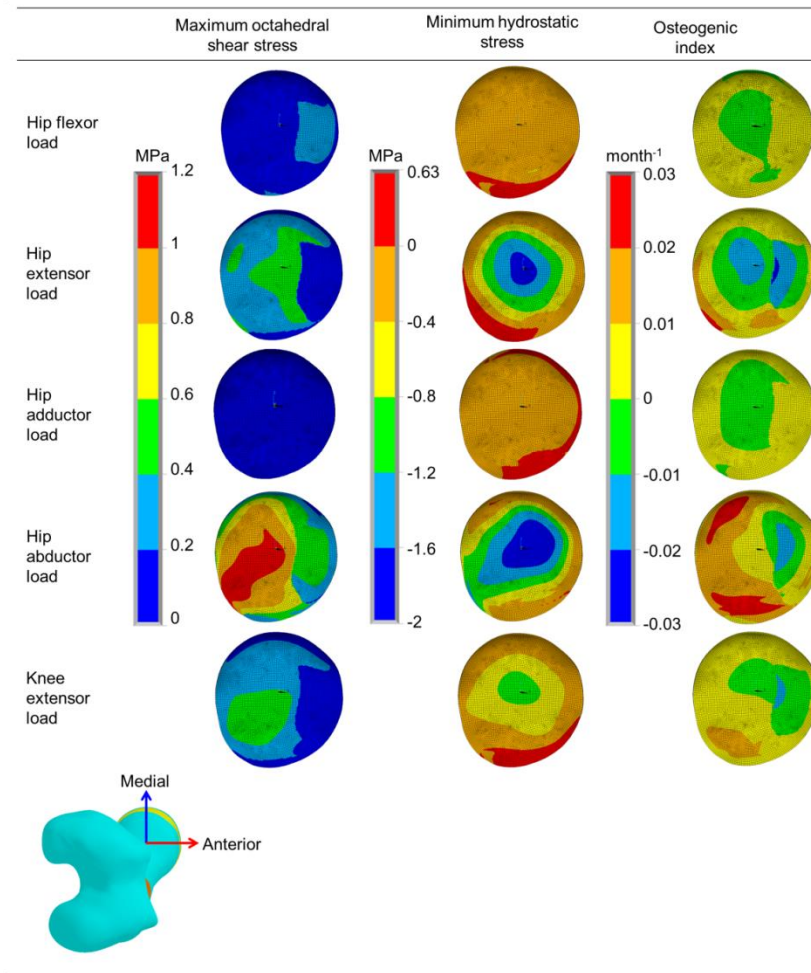 Maximum octahedral
shear stress
Minimum hydrostatic
stress
Osteogenic
index
Hip flexor
load
MPa
1.2
1
0.8
0.6
0.4
0.2
0
MPa
0.63
0
-0.4
-0.8
-1.2
-1.6
-2
month⁻¹
0.03
0.02
0.01
0
-0.01
-0.02
-0.03
Hip
extensor
load
Hip
adductor
load
Hip
abductor
load
Knee
extensor
load
Medial
Anterior